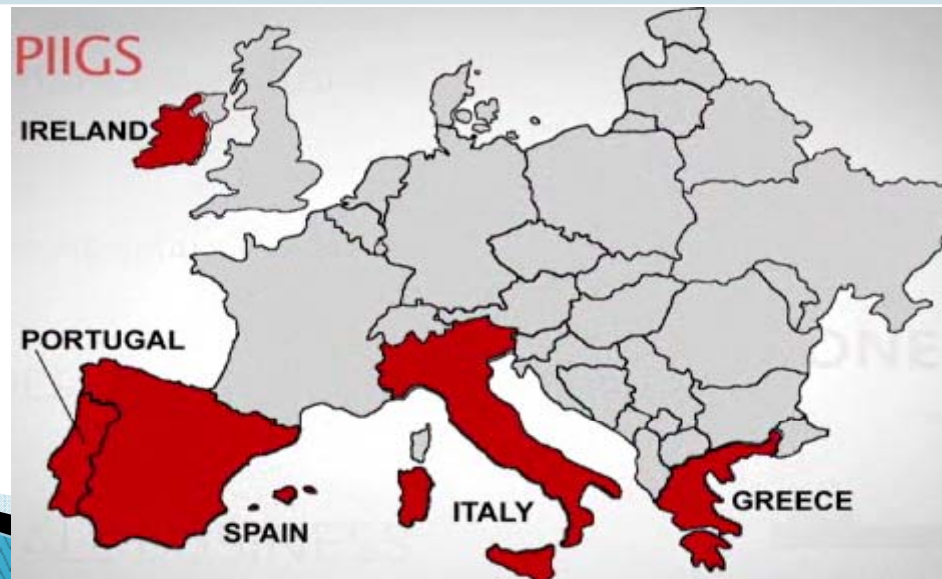 PIIGS
IRELAND
PORTUGAL
SPAIN
ITALY
GREECE